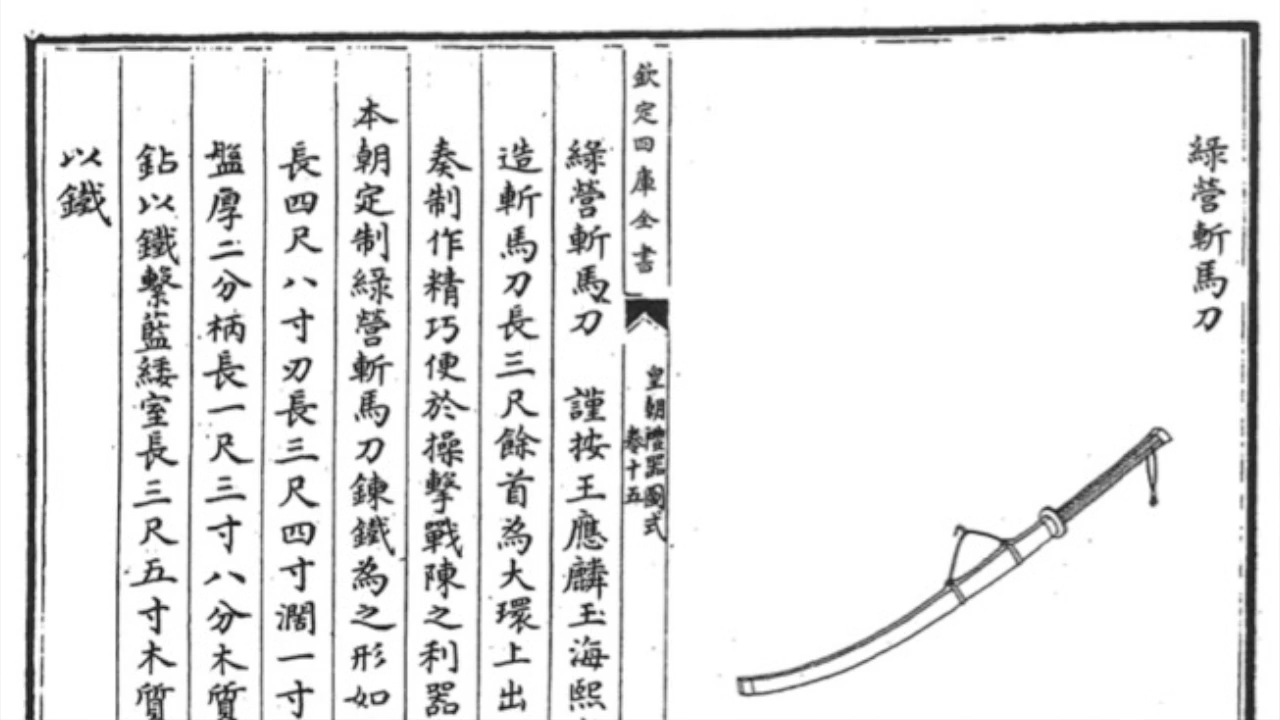 綠營斬馬刀
欽定四庫全書
皇朝禮器圖式
卷十五
綠營斬馬刀 謹按王應麟玉海熙
造斬馬刀長三尺餘首為大環上出
奏制作精巧便於操擊戰陳之利器
本朝定制綠營斬馬刀鍊鐵為之形如
長四尺八寸刃長三尺四寸濶一寸
盤厚二分柄長一尺三寸八分木質
鉆以鐵繫藍緌室長三尺五寸木質
以鐵